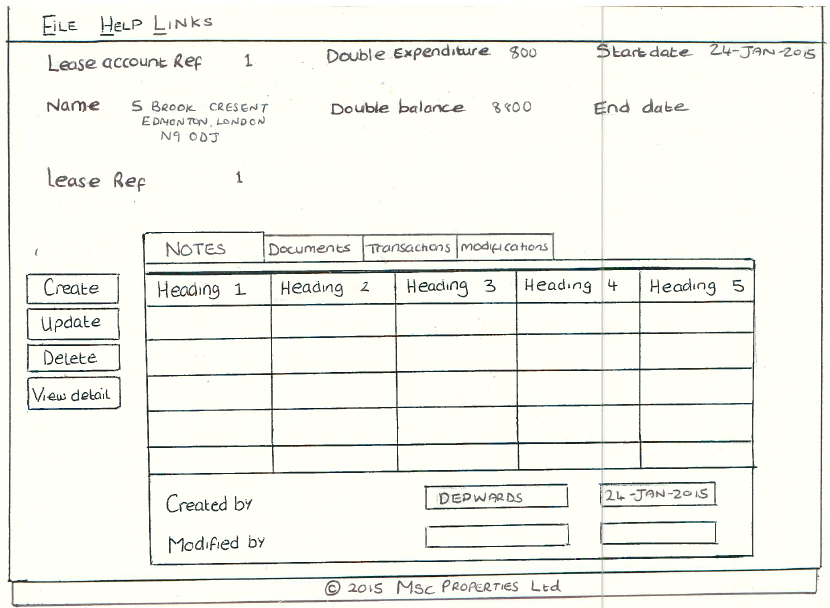 FILE HELP LINKS
Lease account Ref 1 Double Expenditure 800 Start date 24-JAN-2015
Name 5 BROOK CRESENT Double balance 8800 End date
EDMONTON, LONDON
N9 0DJ
Lease Ref 1
NOTES Documents Transactions modifications
Heading 1 Heading 2 Heading 3 Heading 4 Heading 5
Create
Update
Delete
View detail
Created by DEDWARDS 24-JAN-2015
Modified by
© 2015 MSC PROPERTIES Ltd